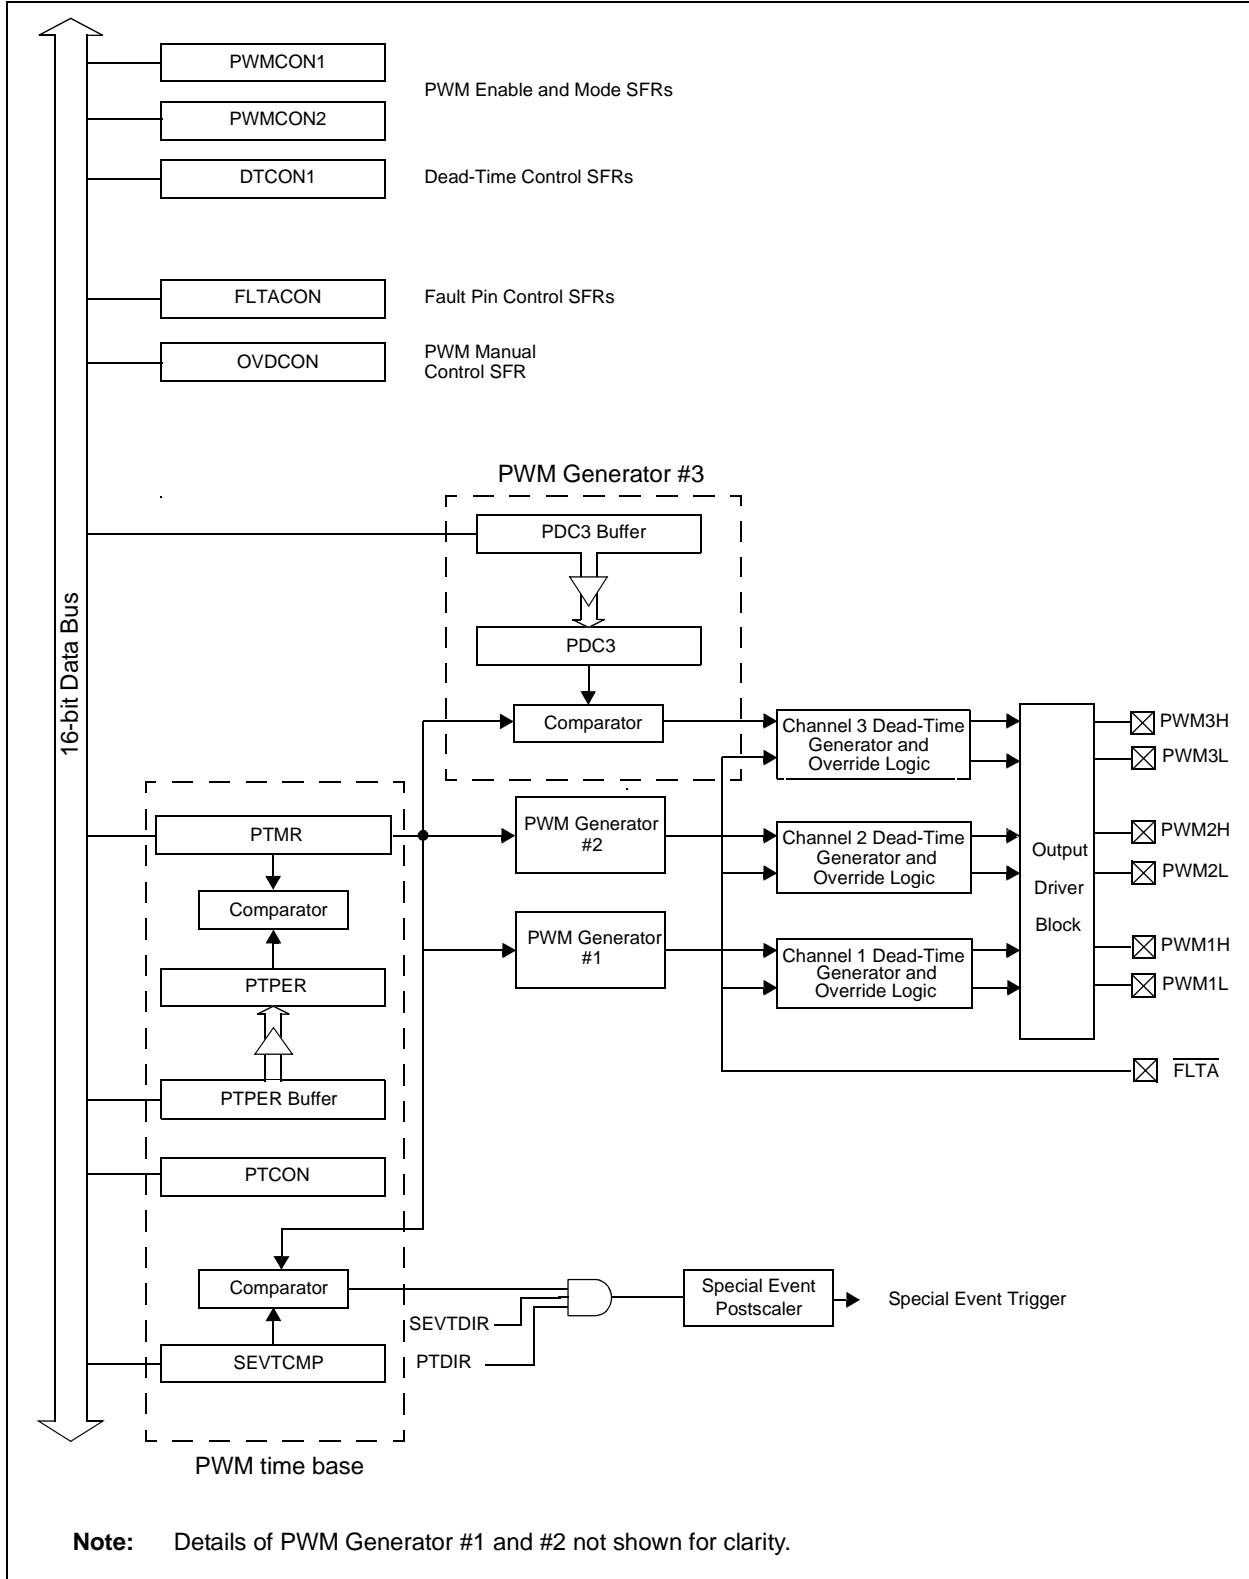 PWMCON1
PWM Enable and Mode SFRs
PWMCON2
DTCON1
Dead-Time Control SFRs
FLTACON
Fault Pin Control SFRs
OVDCON
PWM Manual
Control SFR
16-bit Data Bus
PWM Generator #3
PDC3 Buffer
PDC3
Comparator
Channel 3 Dead-Time
Generator and
Override Logic
PWM3H
PWM3L
PTMR
Comparator
PTPER
PTPER Buffer
PTCON
PWM Generator
#2
Channel 2 Dead-Time
Generator and
Override Logic
PWM2H
PWM2L
PWM Generator
#1
Channel 1 Dead-Time
Generator and
Override Logic
PWM1H
PWM1L
Output
Driver
Block
FLTA
Comparator
SEVTCMP
SEVTDIR
PTDIR
Special Event
Postscaler
Special Event Trigger
PWM time base
Note: Details of PWM Generator #1 and #2 not shown for clarity.